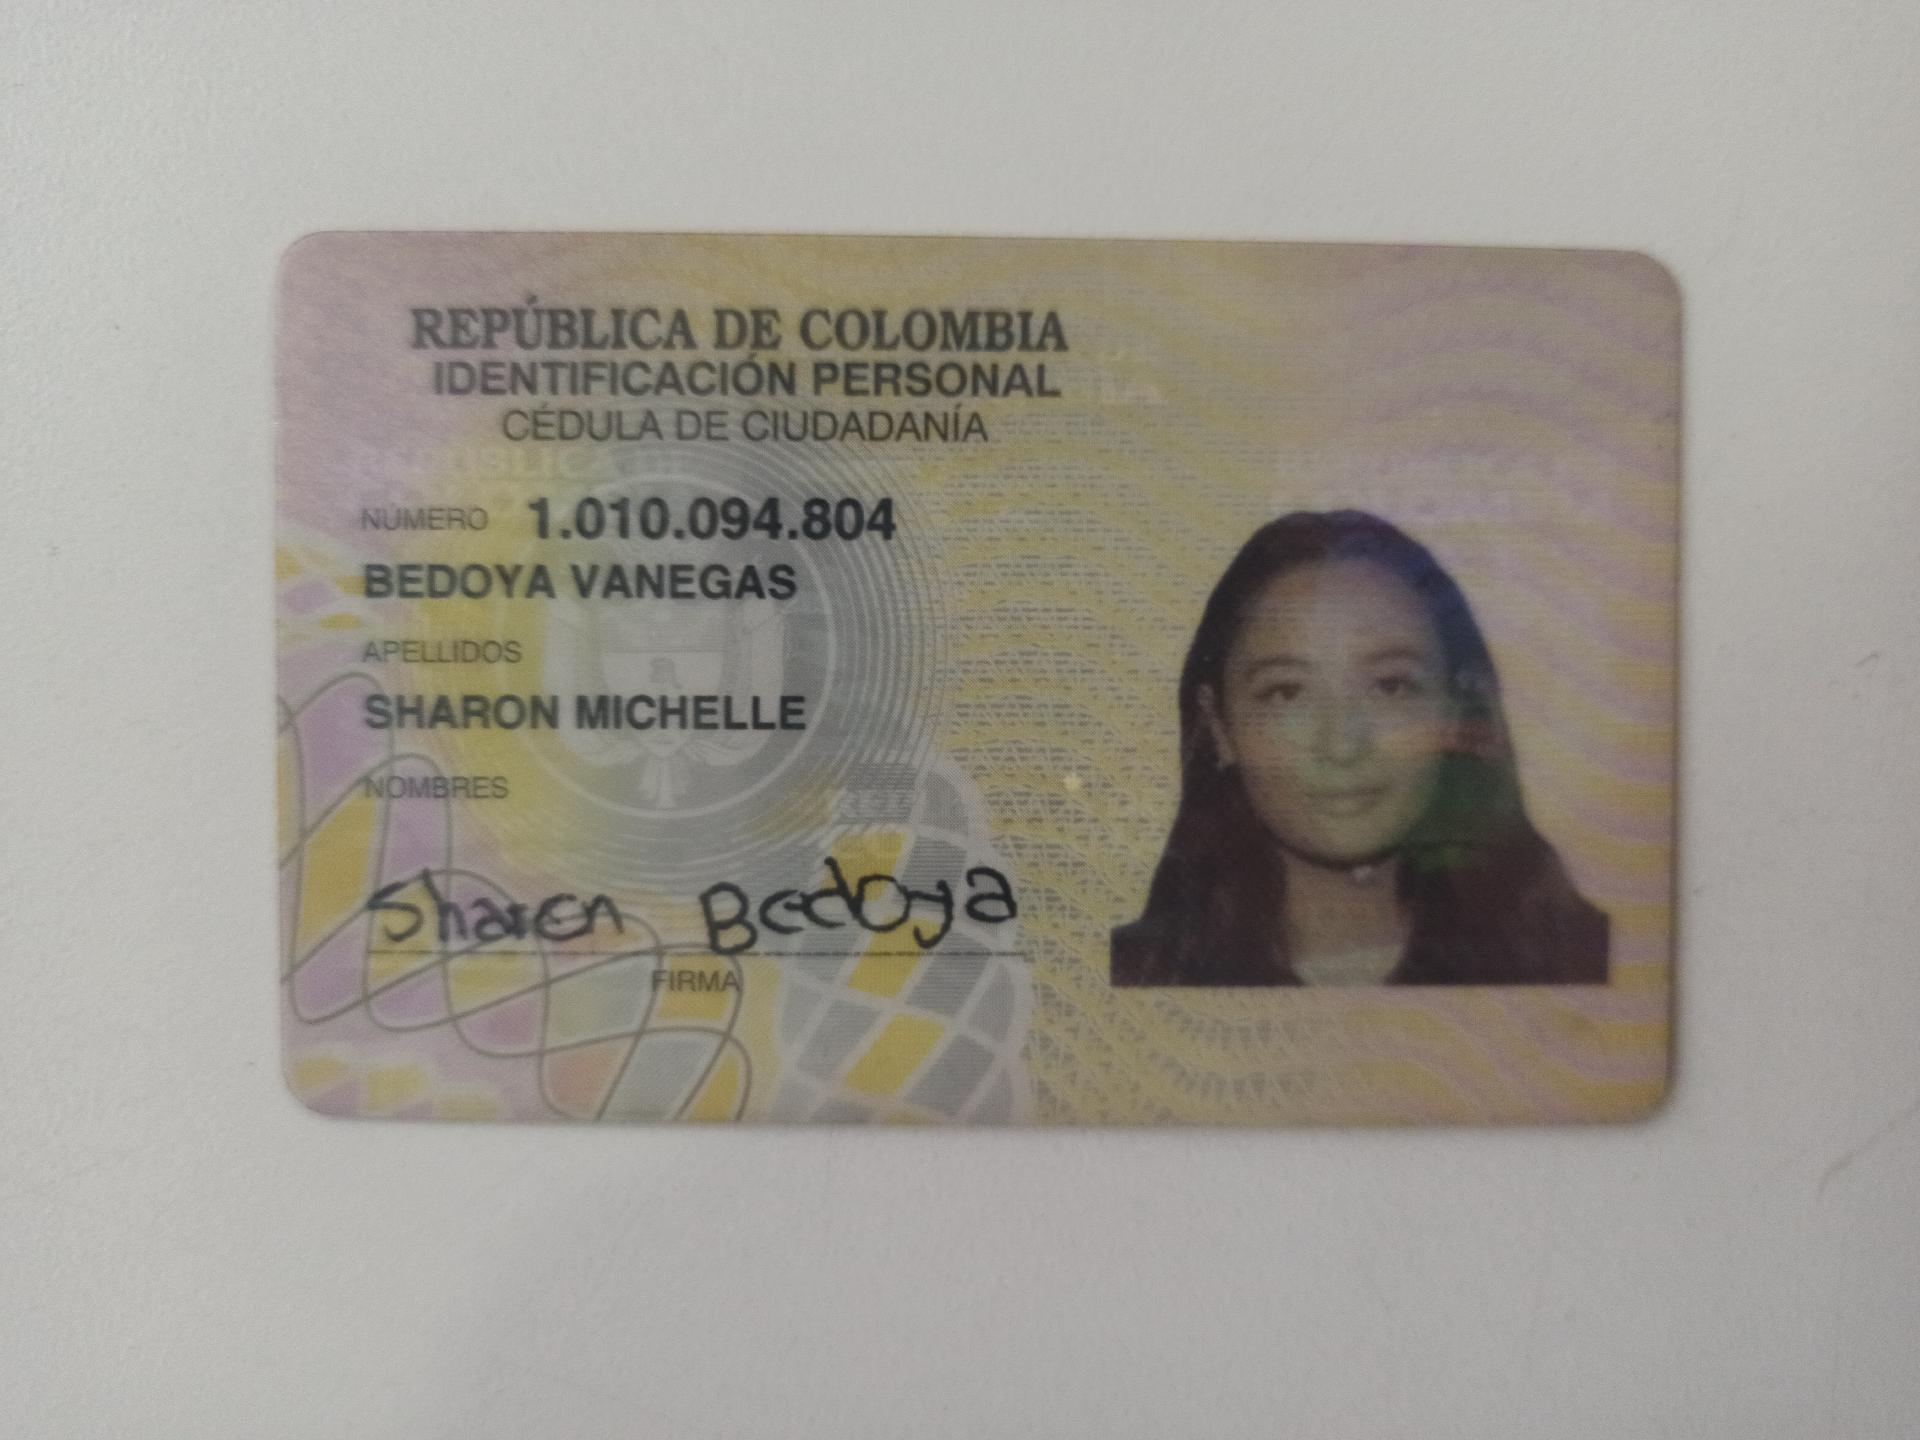 REPÚBLICA DE COLOMBIA
IDENTIFICACIÓN PERSONAL
CÉDULA DE CIUDADANÍA
NÚMERO 1.010.094.804
BEDOYA VANEGAS
APELLIDOS
SHARON MICHELLE
NOMBRES
Sharon Bedoya
FIRMA